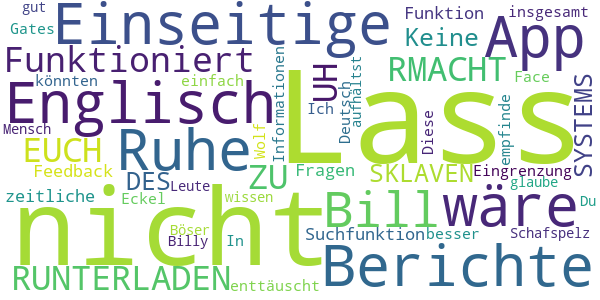 gut Einseitige Funktion insgesamt
Gates Keine App
Funktioniert RMACHT Face
könnten einfach Informationen UH Deutsch aufhältst SYSTEMS
Englisch Lass
Mensch Ich Diese empfinde
EUCH Ruhe Wolf Fragen Eingrenzung
Feedback DES ZU SKLAVEN glaube
zeitliche Eckel Leute wissen Du
nicht Bill wäre
Böser Suchfunktion besser Schafspelz
Billy In Berichte
RUNTERLADEN enttäuscht